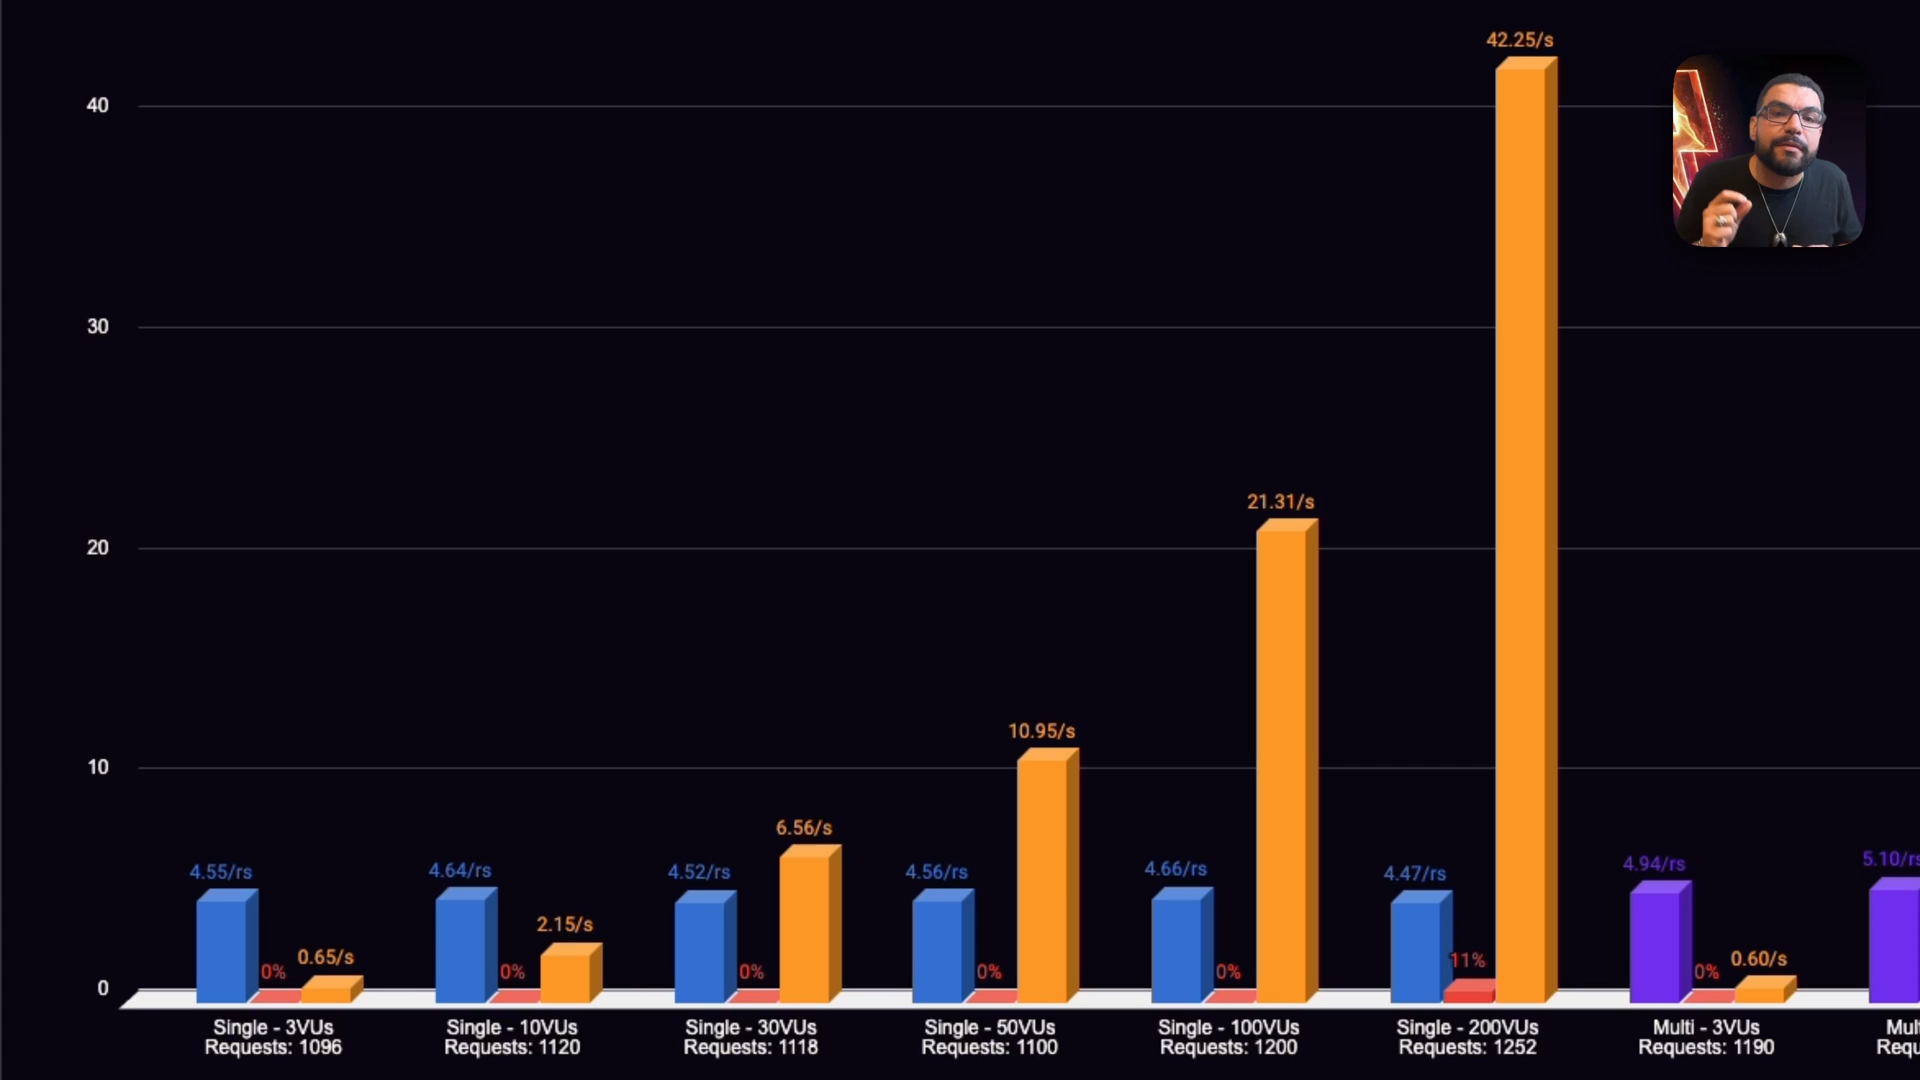 42.25/s
40
30
21.31/s
20
10.95/s
10
6.56/s
4.55/rs
4.64/rs
4.52/rs
4.56/rs
4.66/rs
4.47/rs
4.94/rs
5.10/rs
2.15/s
0%
0.65/s
0%
0%
0%
0%
11%
0%
0.60/s
0
Single - 3VUs
Requests: 1096
Single - 10VUs
Requests: 1120
Single - 30VUs
Requests: 1118
Single - 50VUs
Requests: 1100
Single - 100VUs
Requests: 1200
Single - 200VUs
Requests: 1252
Multi - 3VUs
Requests: 1190